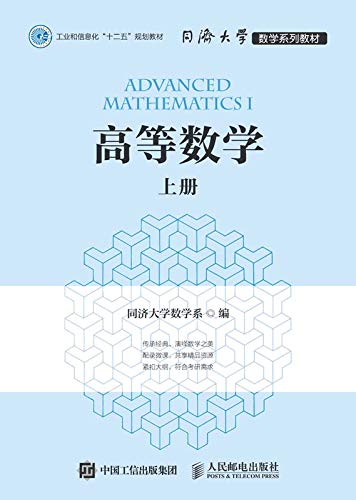 工业和信息化“十二五”规划教材 同济大学 数学系列教材
ADVANCED
MATHEMATICS I
高等数学
上册
同济大学数学系 编
传承经典、演绎数学之美
配录微课，共享精品资源
紧扣大纲，符合考研需求
中国工信出版集团 人民邮电出版社
POSTS & TELECOM PRESS